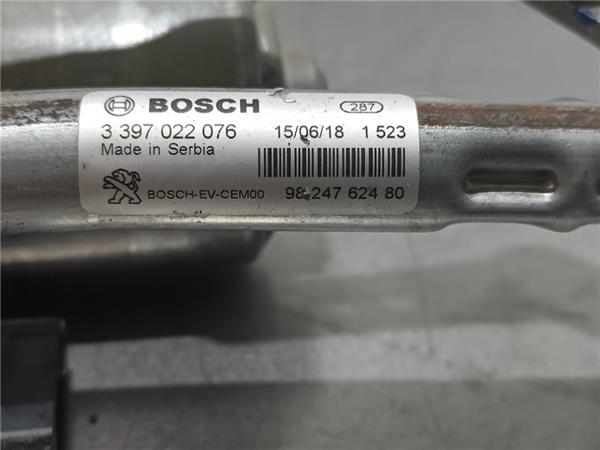 BOSCH 287
3 397 022 076 15/06/18 1 523
Made in Serbia
BOSCH-EV-CEM00 98 247 624 80